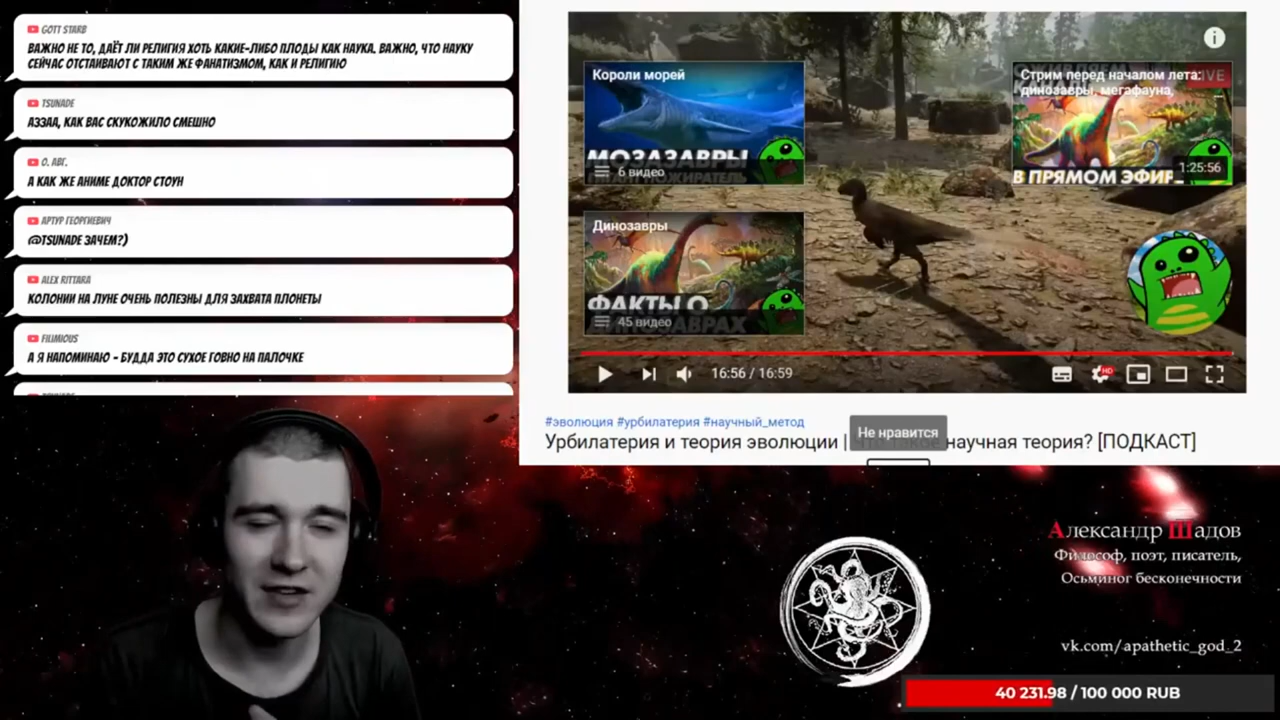 GOTT STARB
ВАЖНО НЕ ТО, ДАЁТ ЛИ РЕЛИГИЯ ХОТЬ КАКИЕ-ЛИБО ПЛОДЫ КАК НАУКА. ВАЖНО, ЧТО НАУКУ
СЕЙЧАС ОТСТАИВАЮТ С ТАКИМ ЖЕ ФАНАТИЗМОМ, КАК И РЕЛИГИЮ
TSUNADE
АЗЗАА, КАК ВАС СКУКОЖИЛО СМЕШНО
О. АВГ.
А КАК ЖЕ АНИМЕ ДОКТОР СТОУН
АРТУР ГЕОРГИЕВИЧ
@TSUNADE ЗАЧЕМ?)
ALEX RITTARA
КОЛОНИИ НА ЛУНЕ ОЧЕНЬ ПОЛЕЗНЫ ДЛЯ ЗАХВАТА ПЛОНЕТЫ
FILIMIOUS
А Я НАПОМИНАЮ - БУДДА ЭТО СУХОЕ ГОВНО НА ПАЛОЧКЕ
Короли морей
МОЗАЗАВРЫ
6 видео
Динозавры
ФАКТЫ О
ДИНОЗАВРАХ
45 видео
Стрим перед началом лета:
динозавры, мегафауна,
LIVE
В ПРЯМОМ ЭФИР
1:25:56
16:56 / 16:59
HD
#эволюция #урбилатерия #научный_метод
Урбилатерия и теория эволюции | научная теория? [ПОДКАСТ]
Не нравится
Александр Шадов
Философ, поэт, писатель,
Осьминог бесконечности
vk.com/apathetic_god_2
40 231.98 / 100 000 RUB